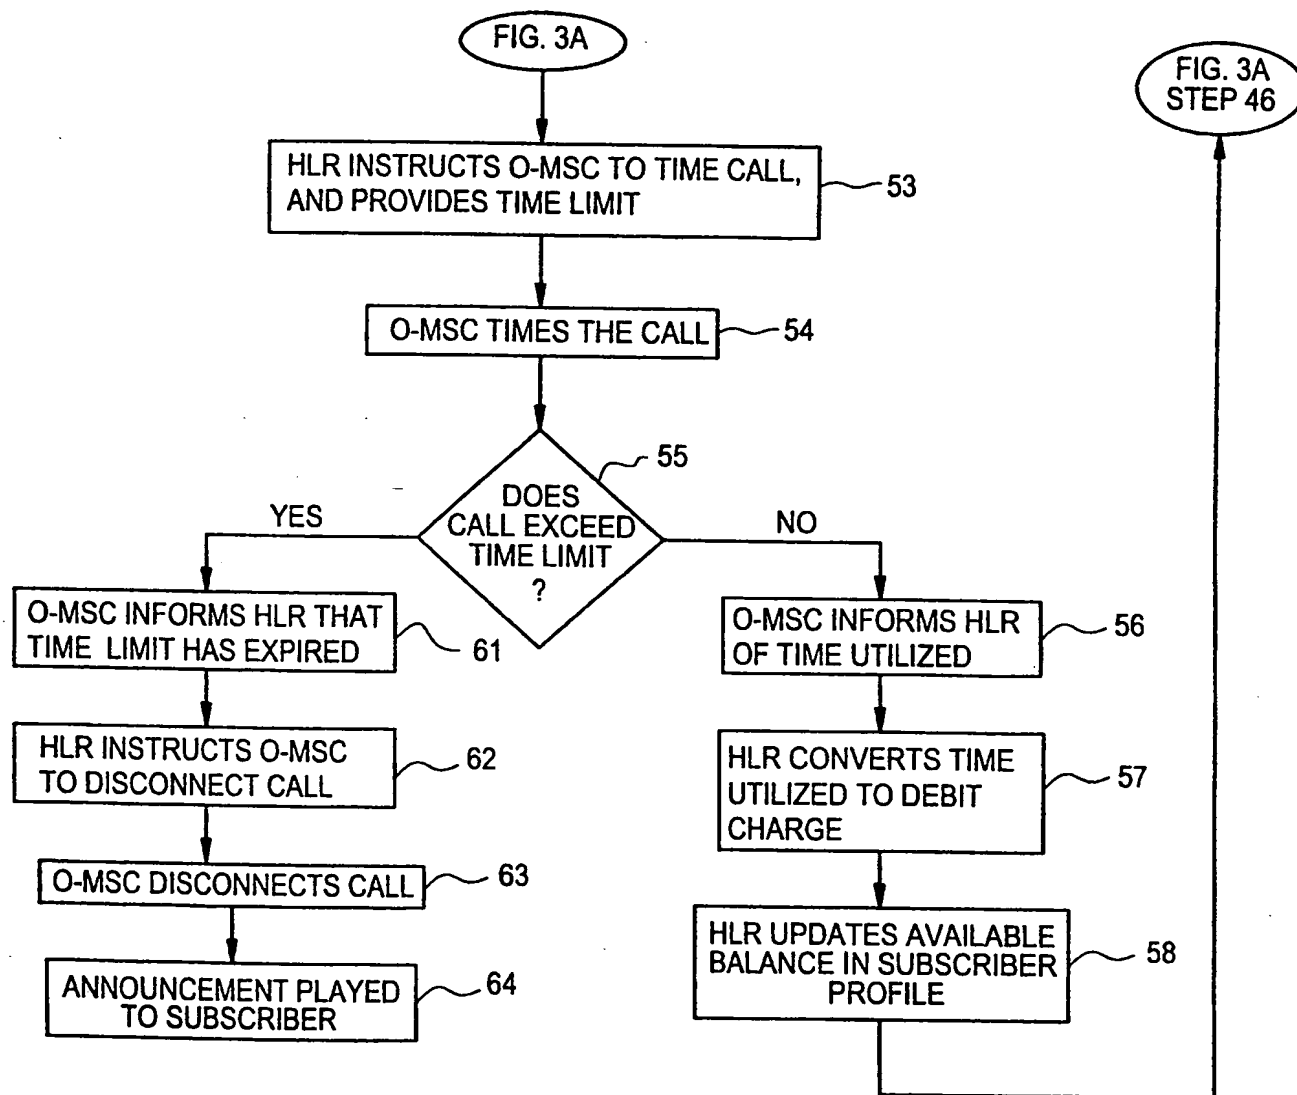 FIG. 3A
FIG. 3A
STEP 46
HLR INSTRUCTS O-MSC TO TIME CALL,
AND PROVIDES TIME LIMIT
53
O-MSC TIMES THE CALL
54
55
DOES
CALL EXCEED
TIME LIMIT
?
YES
NO
O-MSC INFORMS HLR THAT
TIME LIMIT HAS EXPIRED
61
HLR INSTRUCTS O-MSC
TO DISCONNECT CALL
62
O-MSC DISCONNECTS CALL
63
ANNOUNCEMENT PLAYED
TO SUBSCRIBER
64
O-MSC INFORMS HLR
OF TIME UTILIZED
56
HLR CONVERTS TIME
UTILIZED TO DEBIT
CHARGE
57
HLR UPDATES AVAILABLE
BALANCE IN SUBSCRIBER
PROFILE
58